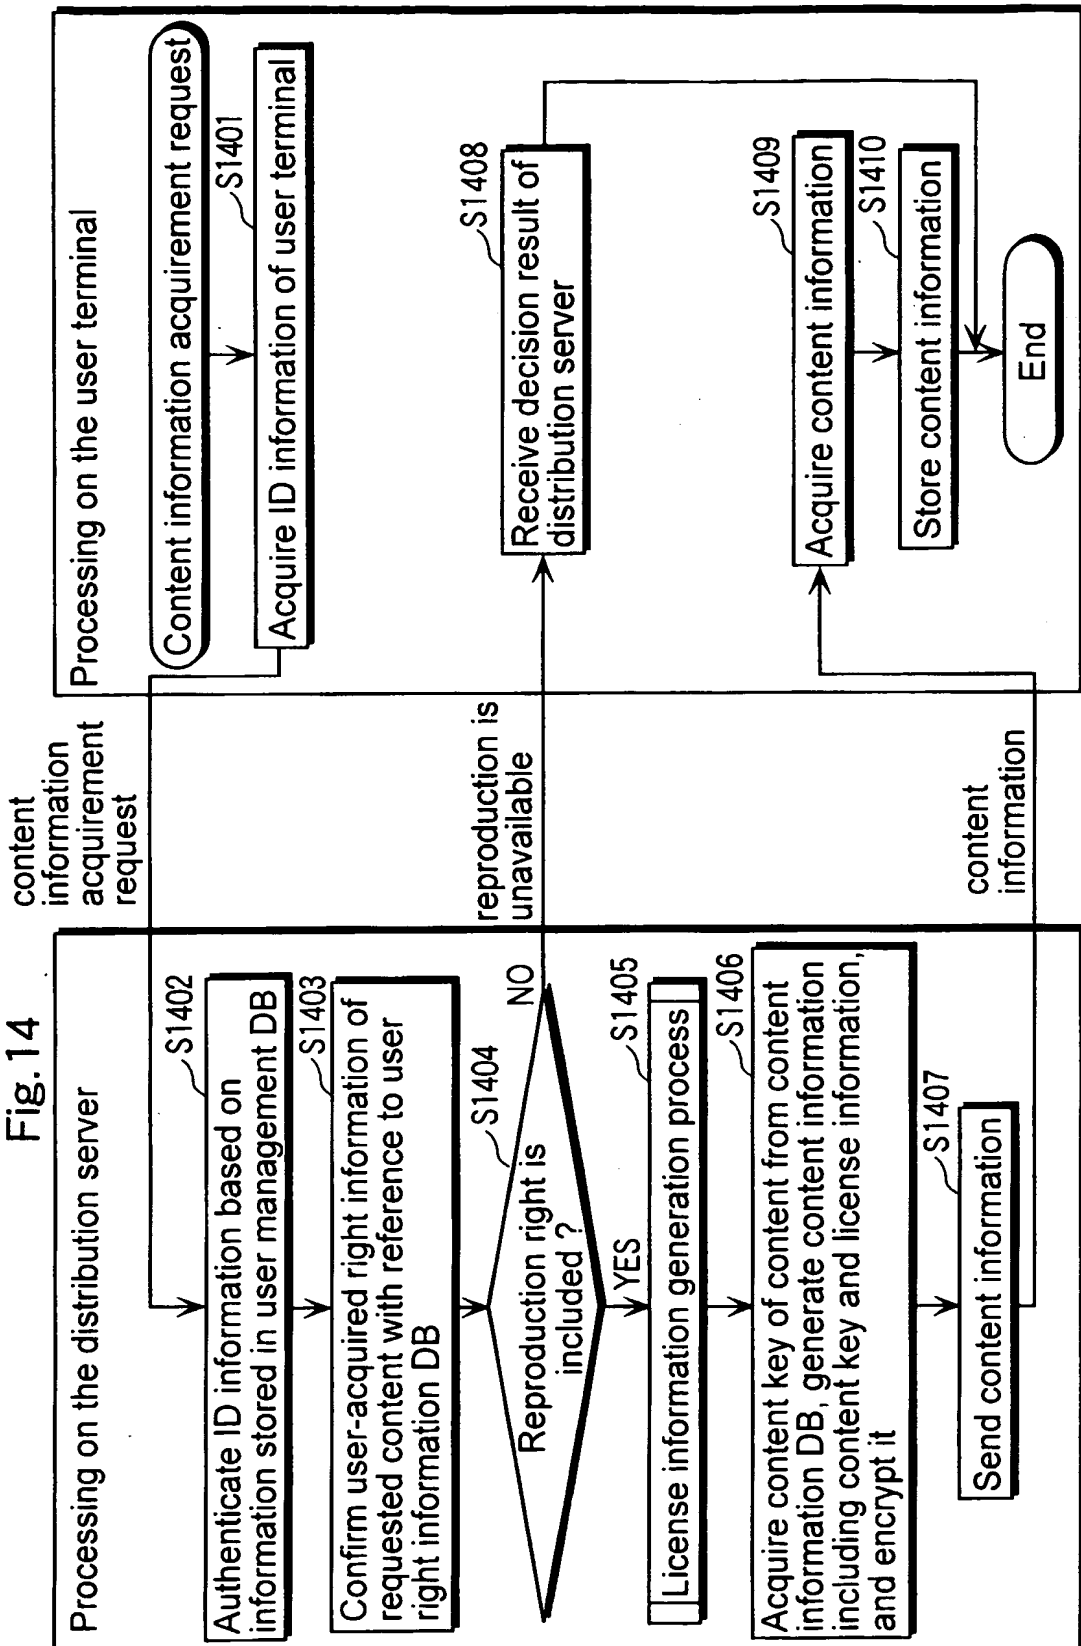 Fig.14
Processing on the distribution server
Authenticate ID information based on
information stored in user management DB
S1402
Confirm user-acquired right information of
requested content with reference to user
right information DB
S1403
Reproduction right is
included ?
S1404
NO
YES
License information generation process
S1405
Acquire content key of content from content
information DB, generate content information
including content key and license information,
and encrypt it
S1406
Send content information
S1407
content
information
acquirement
request
reproduction is
unavailable
content
information
Processing on the user terminal
Content information acquirement request
Acquire ID information of user terminal
S1401
Receive decision result of
distribution server
S1408
Acquire content information
S1409
Store content information
S1410
End